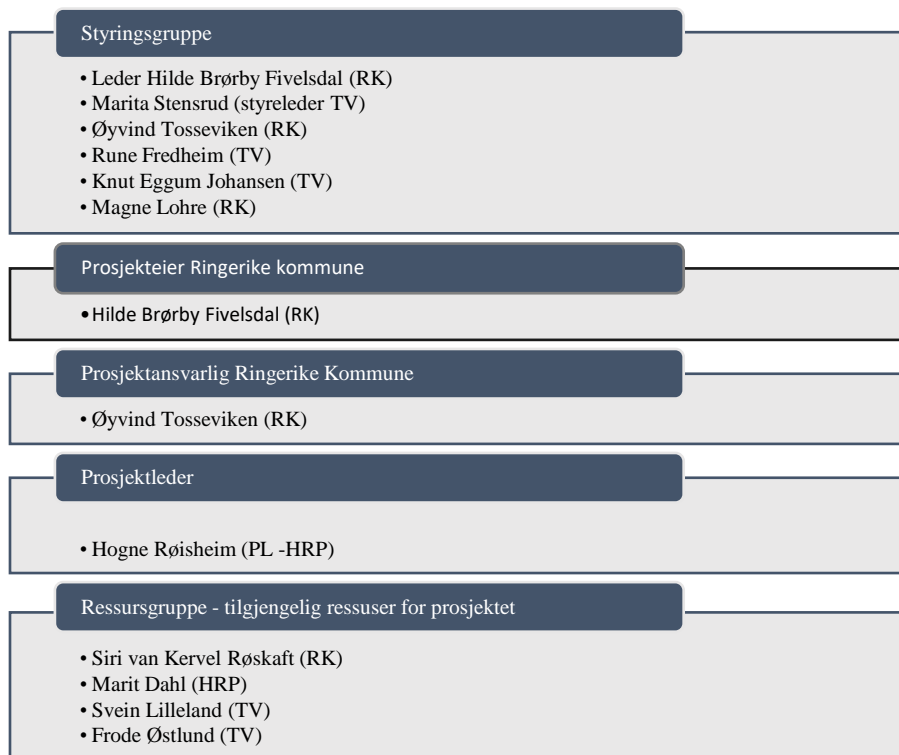 Styringsgruppe
• Leder Hilde Brørby Fivelsdal (RK)
• Marita Stensrud (styreleder TV)
• Øyvind Tosseviken (RK)
• Rune Fredheim (TV)
• Knut Eggum Johansen (TV)
• Magne Lohre (RK)
Prosjekteier Ringerike kommune
• Hilde Brørby Fivelsdal (RK)
Prosjektansvarlig Ringerike Kommune
• Øyvind Tosseviken (RK)
Prosjektleder
• Hogne Røisheim (PL -HRP)
Ressursgruppe - tilgjengelig ressuser for prosjektet
• Siri van Kervel Røskaft (RK)
• Marit Dahl (HRP)
• Svein Lilleland (TV)
• Frode Østlund (TV)